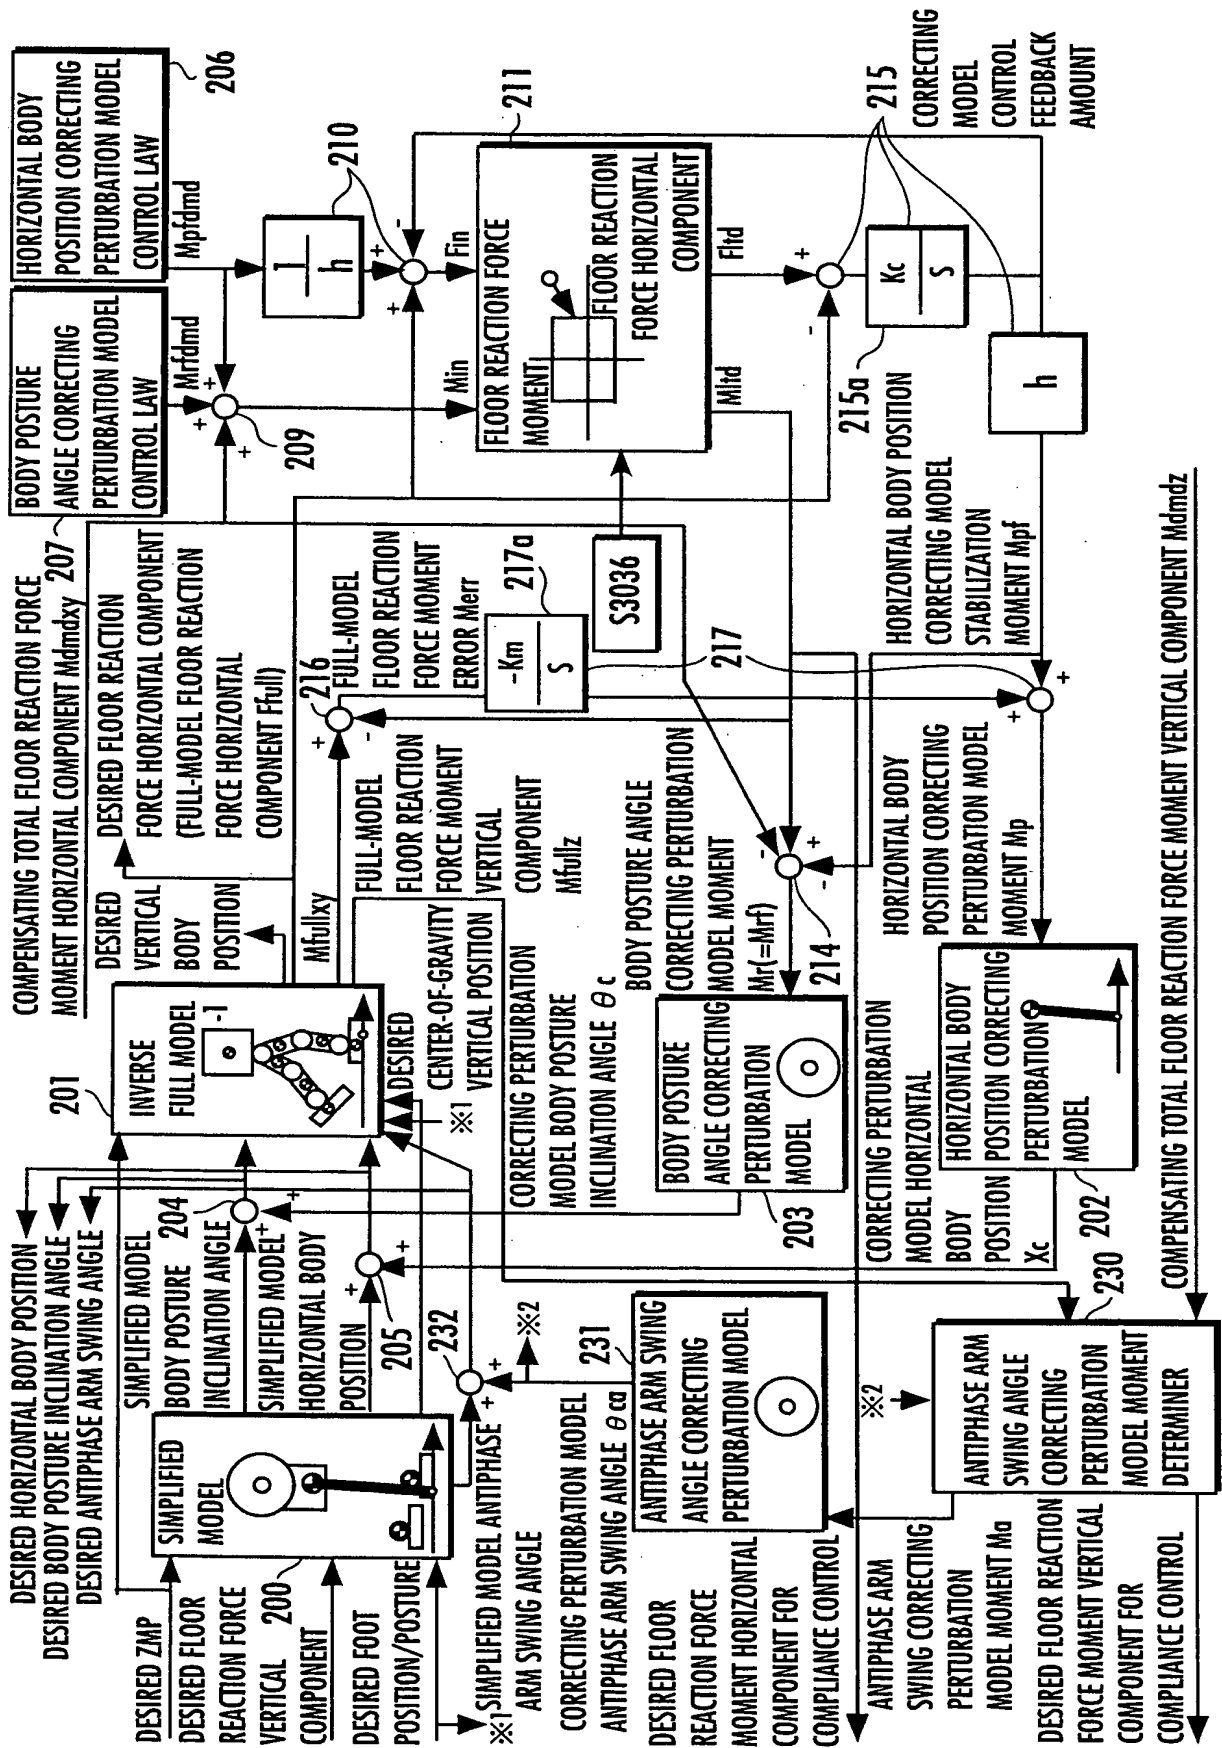 DESIRED HORIZONTAL BODY POSITION
DESIRED BODY POSTURE INCLINATION ANGLE
DESIRED ANTIPHASE ARM SWING ANGLE
DESIRED ZMP
DESIRED FLOOR
REACTION FORCE
VERTICAL
COMPONENT
200
DESIRED FOOT
POSITION/POSTURE
※1
SIMPLIFIED
MODEL
SIMPLIFIED MODEL
BODY POSTURE
INCLINATION ANGLE
204
SIMPLIFIED MODEL
HORIZONTAL BODY
POSITION
205
+
+
+
+
232
+
+
SIMPLIFIED MODEL ANTIPHASE
ARM SWING ANGLE
※2
CORRECTING PERTURBATION MODEL
ANTIPHASE ARM SWING ANGLE θca
201
INVERSE
FULL MODEL
-1
※1
DESIRED
CENTER-OF-GRAVITY
VERTICAL POSITION
COMPENSATING TOTAL FLOOR REACTION FORCE
MOMENT HORIZONTAL COMPONENT Mdmdxy
DESIRED
VERTICAL
BODY
POSITION
DESIRED FLOOR REACTION
FORCE HORIZONTAL COMPONENT
(FULL-MODEL FLOOR REACTION
FORCE HORIZONTAL
COMPONENT Ffull)
Mfullxy
FULL-MODEL
FLOOR REACTION
FORCE MOMENT
VERTICAL
COMPONENT
Mfullz
216
+
-
FULL-MODEL
FLOOR REACTION
FORCE MOMENT
ERROR Merr
217a
-Km
S
217
S3036
207
BODY POSTURE
ANGLE CORRECTING
PERTURBATION MODEL
CONTROL LAW
Mrfdmd
HORIZONTAL BODY
POSITION CORRECTING
PERTURBATION MODEL
CONTROL LAW
206
Mpfdmd
+
+
+
209
1
h
210
+
-
+
Min
Fin
211
FLOOR REACTION FORCE
MOMENT
FLOOR REACTION
FORCE HORIZONTAL
COMPONENT
Mltd
Fltd
+
-
215
CORRECTING
MODEL
CONTROL
FEEDBACK
AMOUNT
Kc
S
215a
h
HORIZONTAL BODY POSITION
CORRECTING MODEL
STABILIZATION
MOMENT Mpf
+
+
HORIZONTAL BODY
POSITION CORRECTING
PERTURBATION MODEL
MOMENT Mp
BODY POSTURE ANGLE
CORRECTING PERTURBATION
MODEL MOMENT
Mr(=Mrf)
-
+
-
214
CORRECTING PERTURBATION
MODEL BODY POSTURE
INCLINATION ANGLE θc
BODY POSTURE
ANGLE CORRECTING
PERTURBATION
MODEL
203
CORRECTING PERTURBATION
MODEL HORIZONTAL
BODY
POSITION
Xc
HORIZONTAL BODY
POSITION CORRECTING
PERTURBATION
MODEL
202
231
ANTIPHASE ARM SWING
ANGLE CORRECTING
PERTURBATION MODEL
DESIRED FLOOR
REACTION FORCE
MOMENT HORIZONTAL
COMPONENT FOR
COMPLIANCE CONTROL
ANTIPHASE ARM
SWING CORRECTING
PERTURBATION
MODEL MOMENT Ma
※2
230
ANTIPHASE ARM
SWING ANGLE
CORRECTING
PERTURBATION
MODEL MOMENT
DETERMINER
COMPENSATING TOTAL FLOOR REACTION FORCE MOMENT VERTICAL COMPONENT Mdmdz
DESIRED FLOOR REACTION
FORCE MOMENT VERTICAL
COMPONENT FOR
COMPLIANCE CONTROL